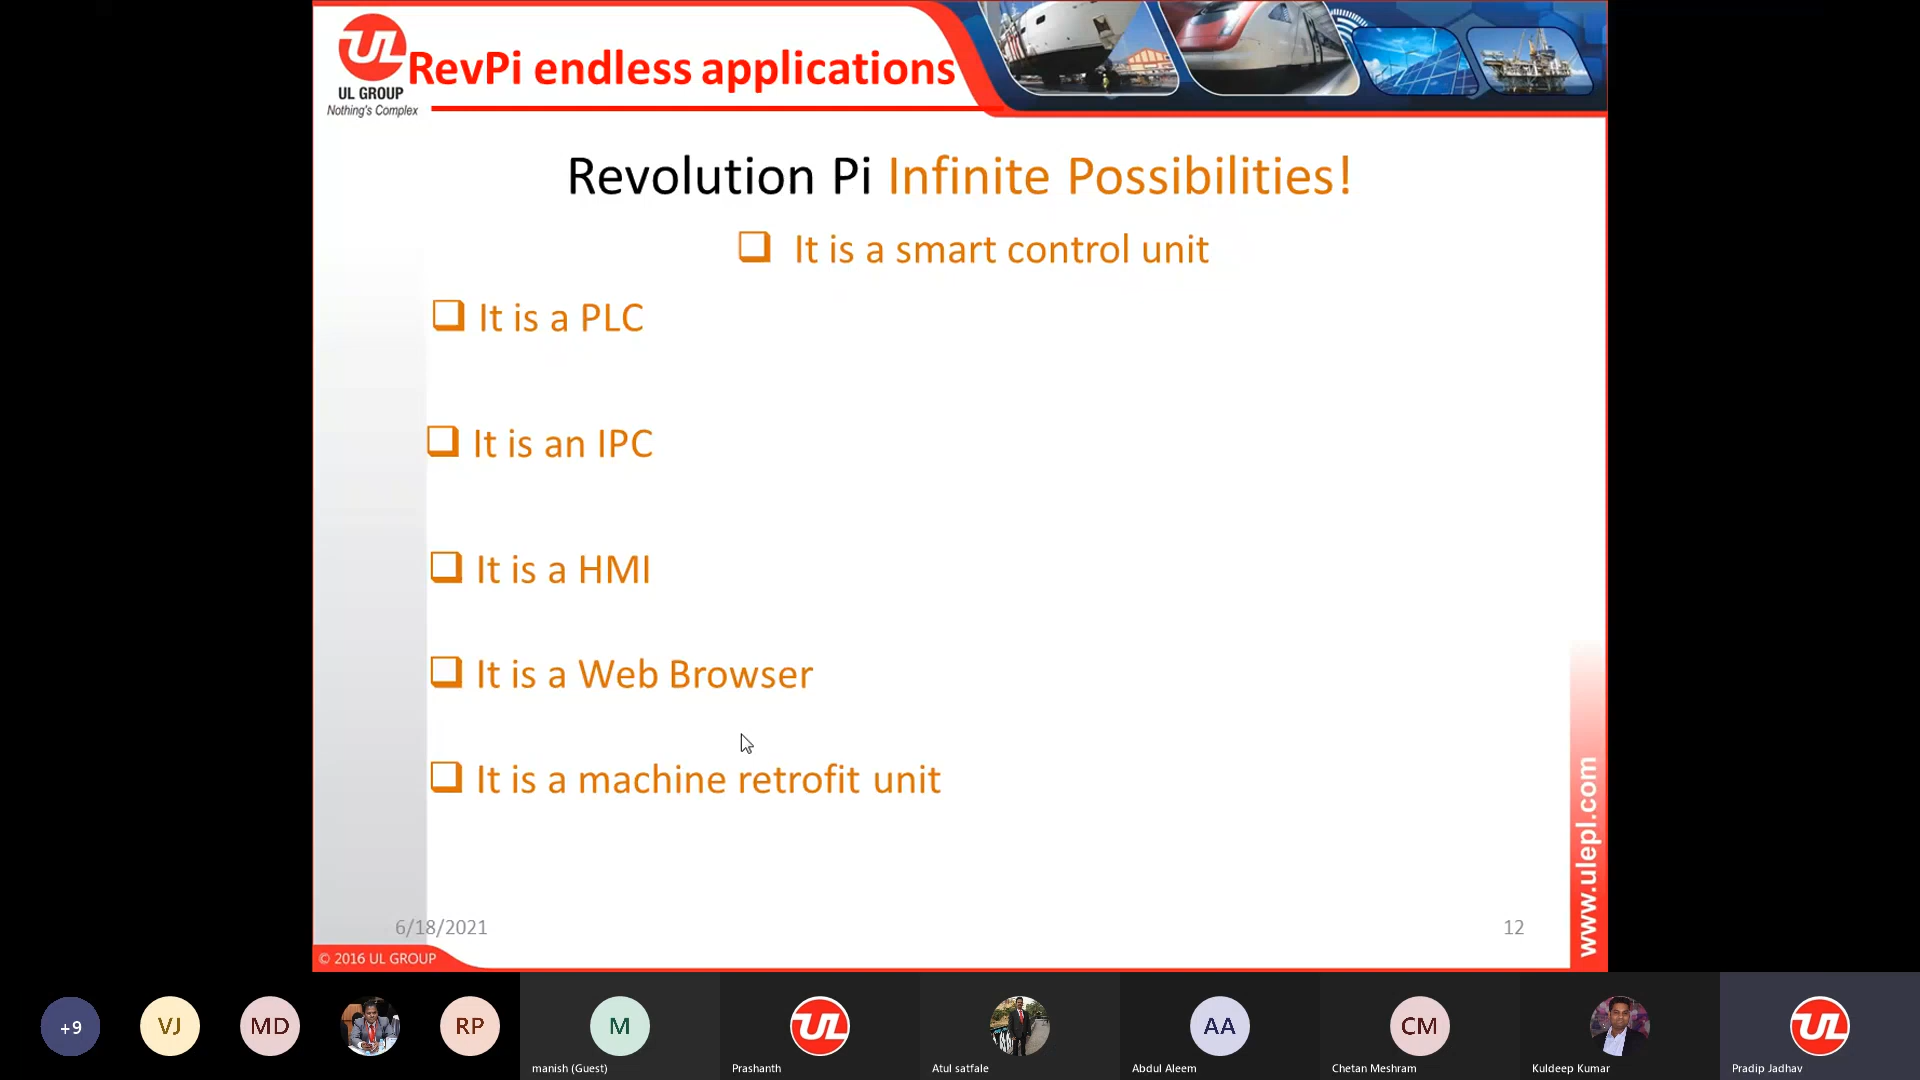 UL
UL GROUP
Nothing's Complex
RevPi endless applications
Revolution Pi Infinite Possibilities!
It is a smart control unit
It is a PLC
It is an IPC
It is a HMI
It is a Web Browser
It is a machine retrofit unit
www.ulepl.com
6/18/2021
12
© 2016 UL GROUP
+9
VJ
MD
RP
M
UL
AA
CM
UL
manish (Guest)
Prashanth
Atul satfale
Abdul Aleem
Chetan Meshram
Kuldeep Kumar
Pradip Jadhav